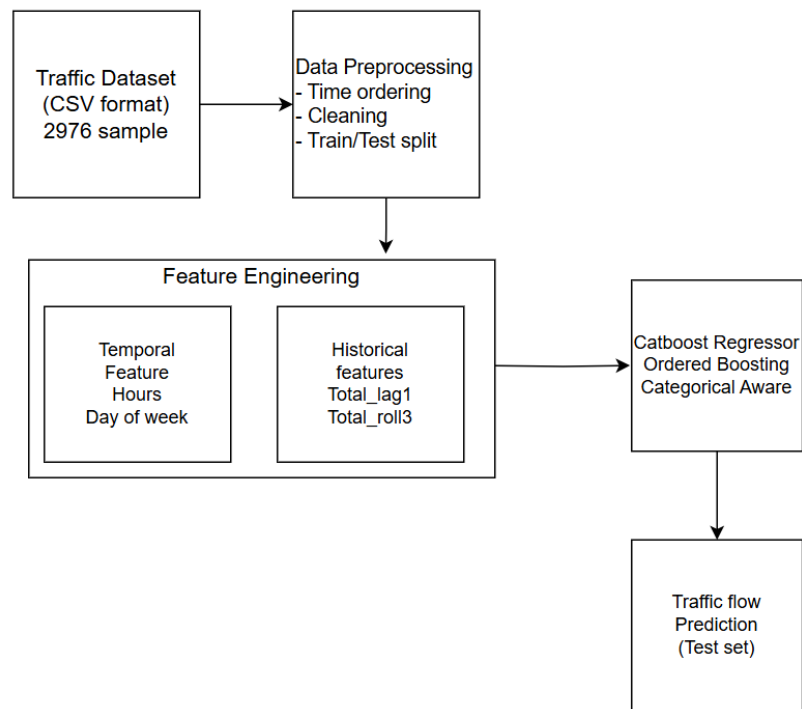 Traffic Dataset
(CSV format)
2976 sample
Data Preprocessing
- Time ordering
- Cleaning
- Train/Test split
Feature Engineering
Temporal
Feature
Hours
Day of week
Historical
features
Total_lag1
Total_roll3
Catboost Regressor
Ordered Boosting
Categorical Aware
Traffic flow
Prediction
(Test set)